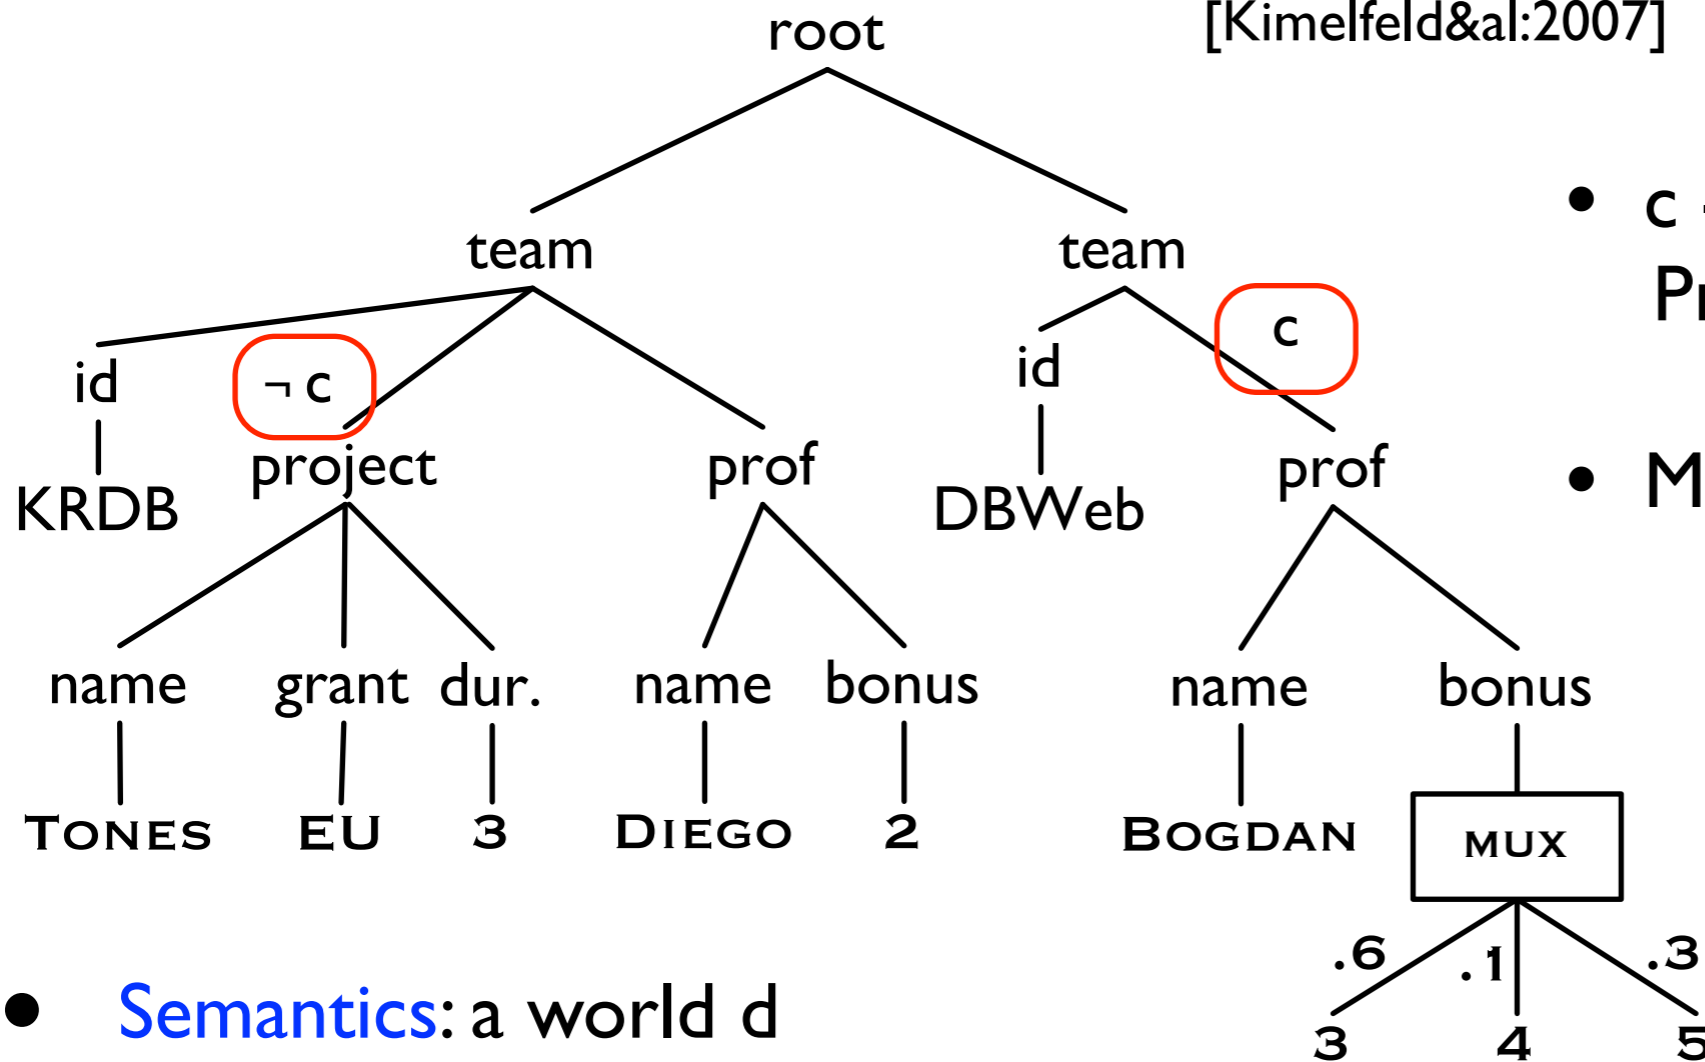 [Kimelfeld&al:2007]
root
team team
id ¬ c project prof id c prof
KRDB DBWeb
name grant dur. name bonus name bonus
TONES EU 3 DIEGO 2 BOGDAN MUX
.6 .1 .3
3 4 5
• c
• M
• Semantics: a world d